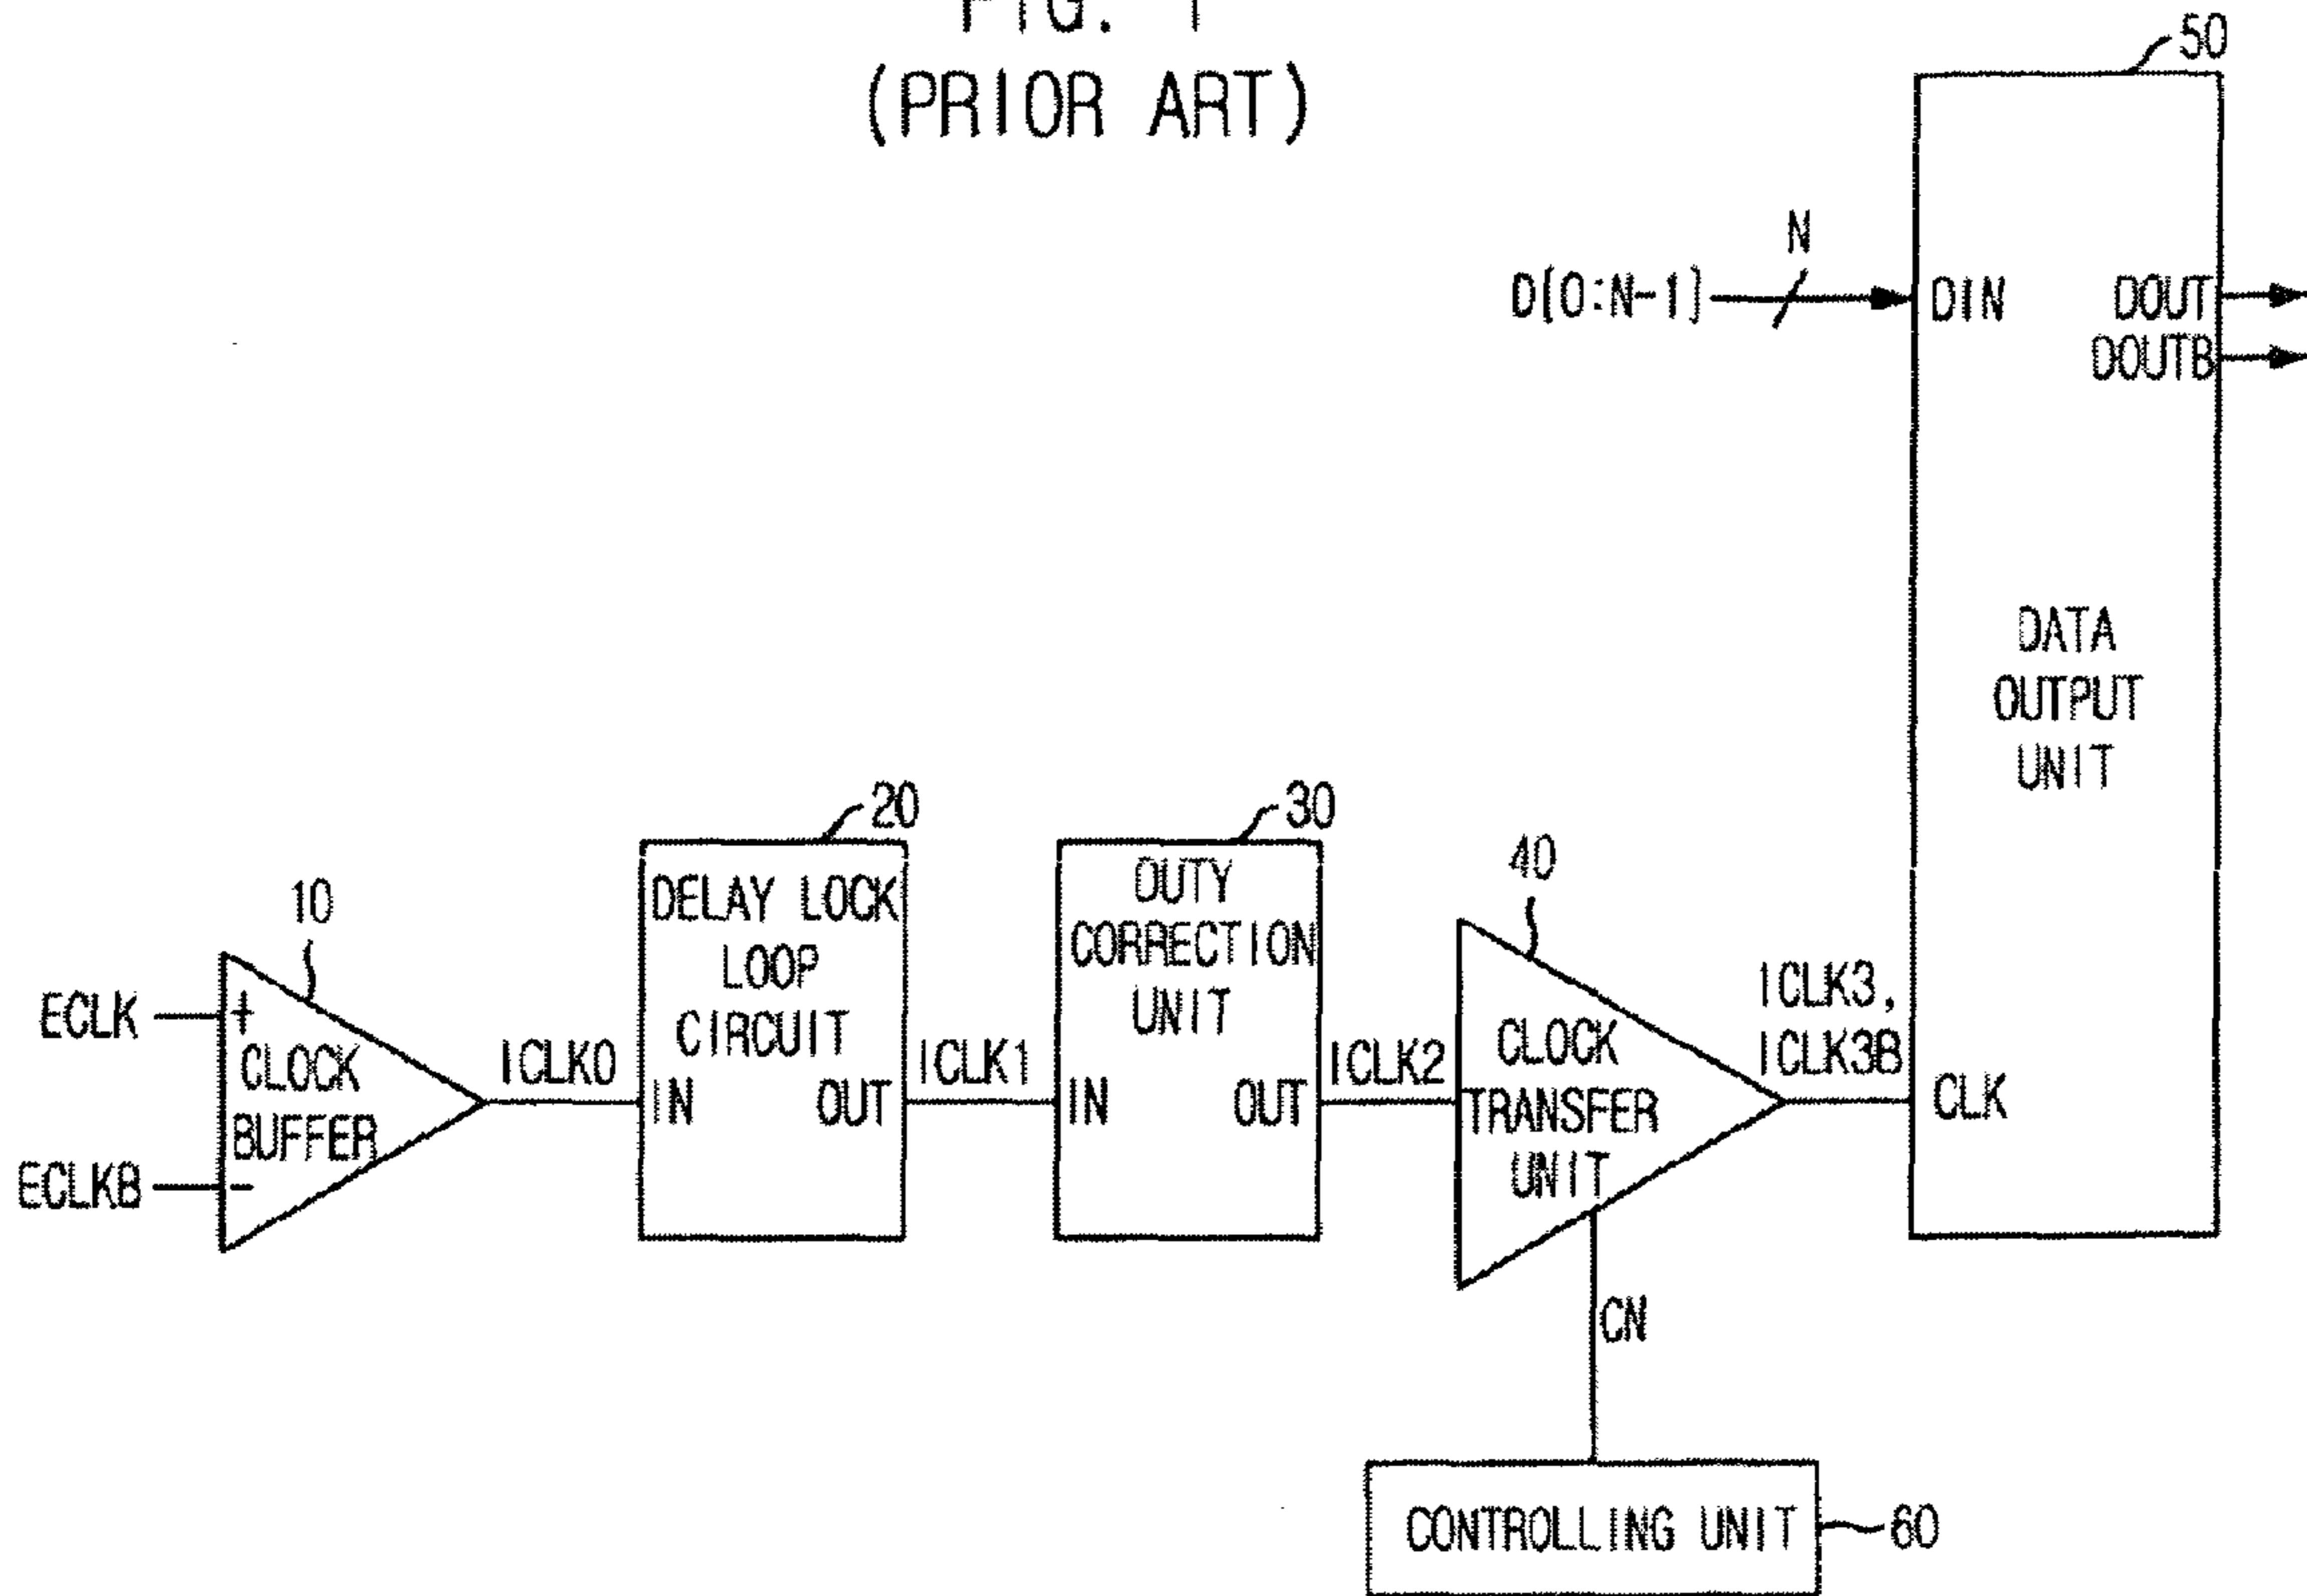 FIG. 1
(PRIOR ART)
50
N
D[0:N-1]
DIN
DOUT
DOUTB
DATA
OUTPUT
UNIT
CLK
10
ECLK
+
CLOCK
BUFFER
ECLKB
-
ICLK0
20
DELAY LOCK
LOOP
CIRCUIT
IN
OUT
ICLK1
30
DUTY
CORRECTION
UNIT
IN
OUT
ICLK2
40
CLOCK
TRANSFER
UNIT
ICLK3,
ICLK3B
CN
CONTROLLING UNIT
60